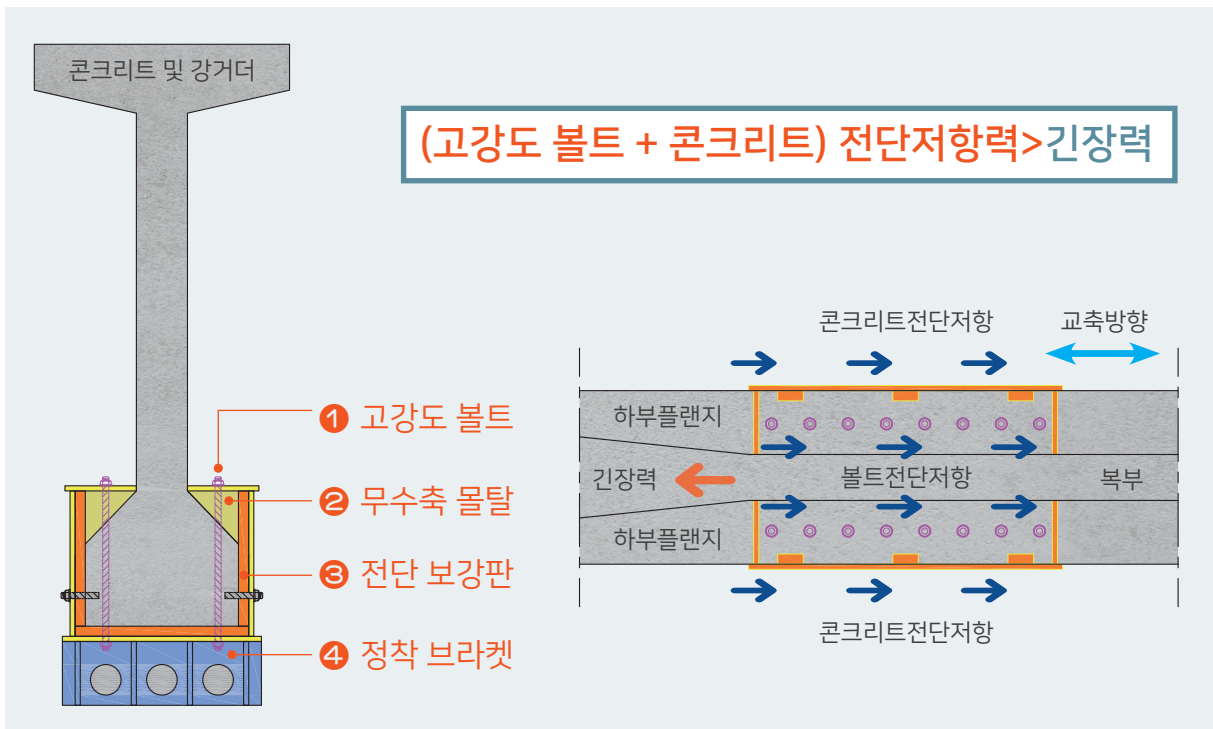 콘크리트 및 강거더
(고강도 볼트 + 콘크리트) 전단저항력>긴장력
❶ 고강도 볼트
❷ 무수축 몰탈
❸ 전단 보강판
❹ 정착 브라켓
콘크리트전단저항
교축방향
하부플랜지
긴장력
볼트전단저항
복부
하부플랜지
콘크리트전단저항